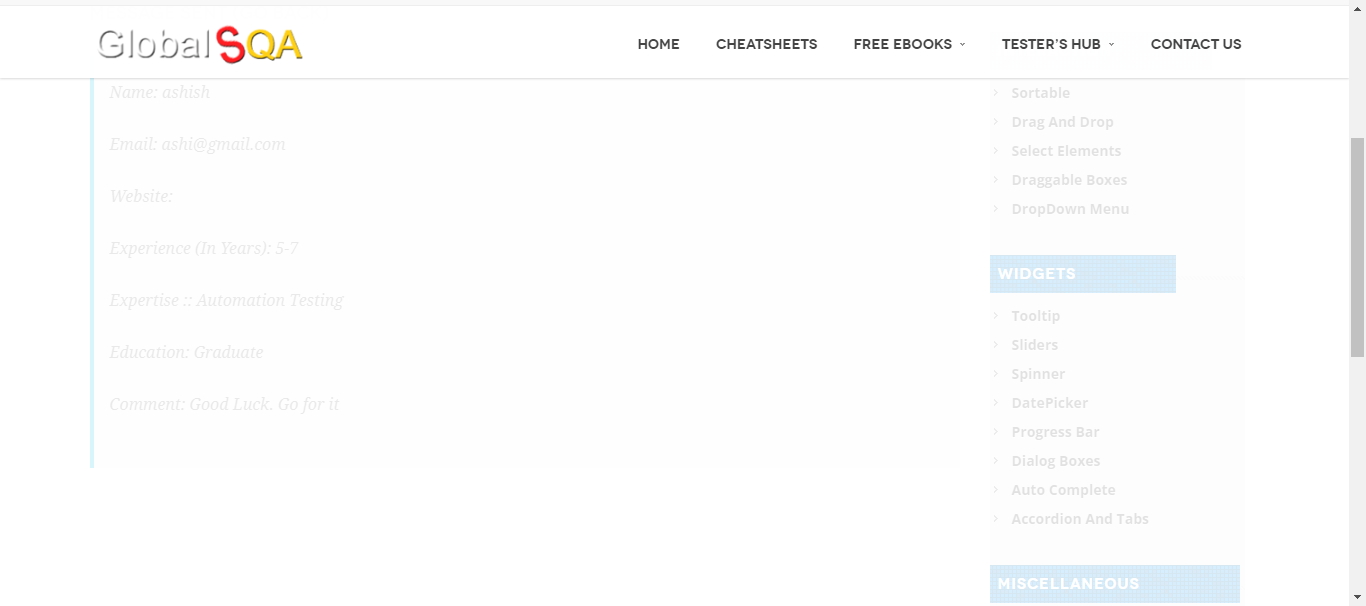 GlobalSQA
HOME CHEATSHEETS FREE EBOOKS TESTER'S HUB CONTACT US
Name: ashish
Email: ashi@gmail.com
Website:
Experience (In Years): 5-7
Expertise :: Automation Testing
Education: Graduate
Comment: Good Luck. Go for it
Sortable
Drag And Drop
Select Elements
Draggable Boxes
DropDown Menu
WIDGETS
Tooltip
Sliders
Spinner
DatePicker
Progress Bar
Dialog Boxes
Auto Complete
Accordion And Tabs
MISCELLANEOUS